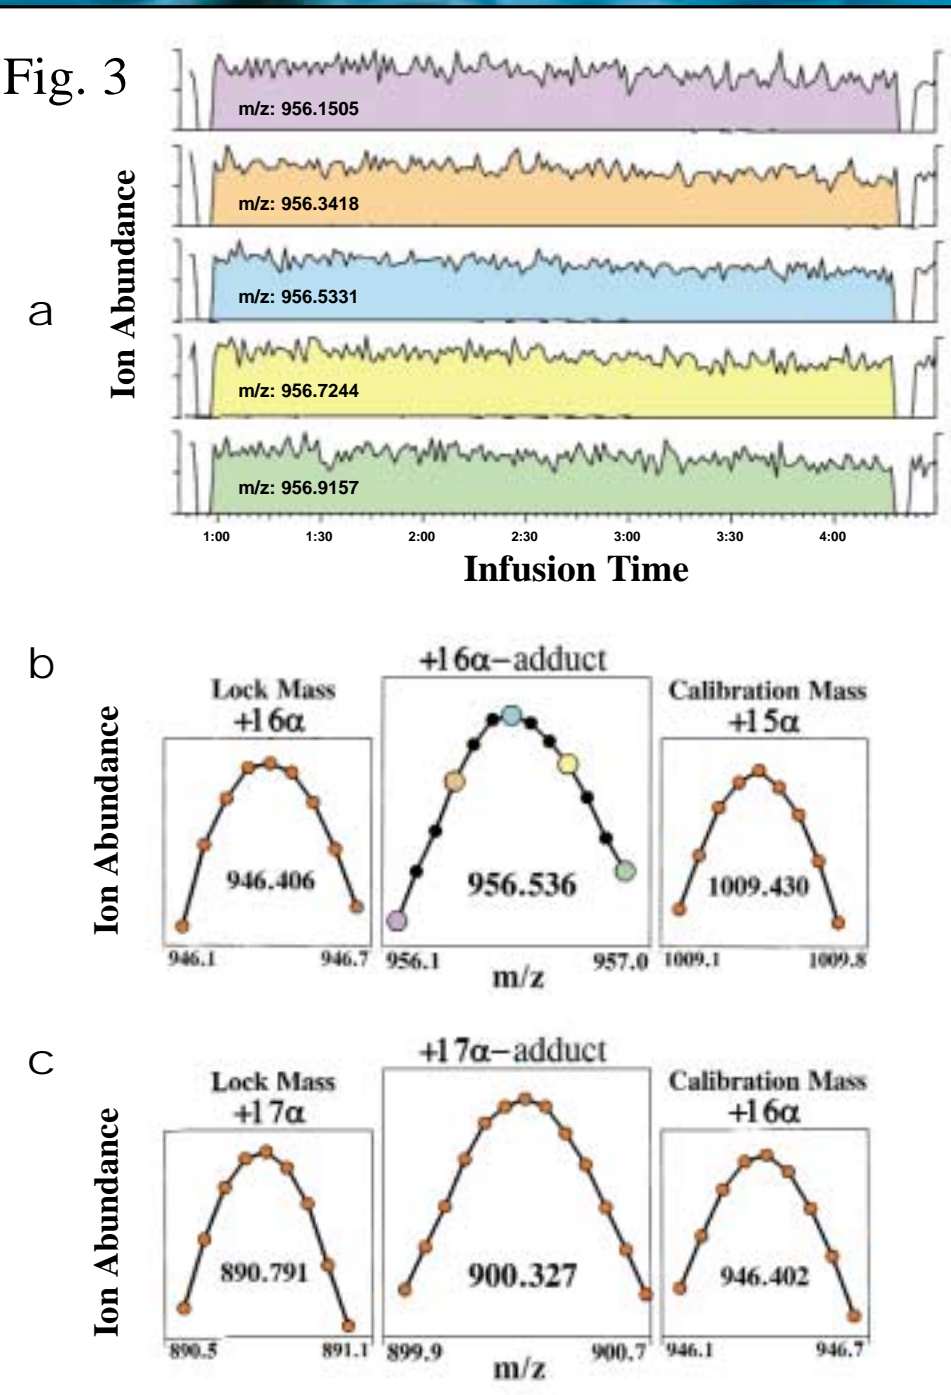 Fig. 3
a
Ion Abundance
m/z: 956.1505
m/z: 956.3418
m/z: 956.5331
m/z: 956.7244
m/z: 956.9157
1:00 1:30 2:00 2:30 3:00 3:30 4:00
Infusion Time
b
Ion Abundance
Lock Mass
+16α
946.406
946.1 946.7
+16α–adduct
956.536
956.1 957.0
m/z
Calibration Mass
+15α
1009.430
1009.1 1009.8
c
Ion Abundance
Lock Mass
+17α
890.791
890.5 891.1
+17α–adduct
900.327
899.9 900.7
m/z
Calibration Mass
+16α
946.402
946.1 946.7